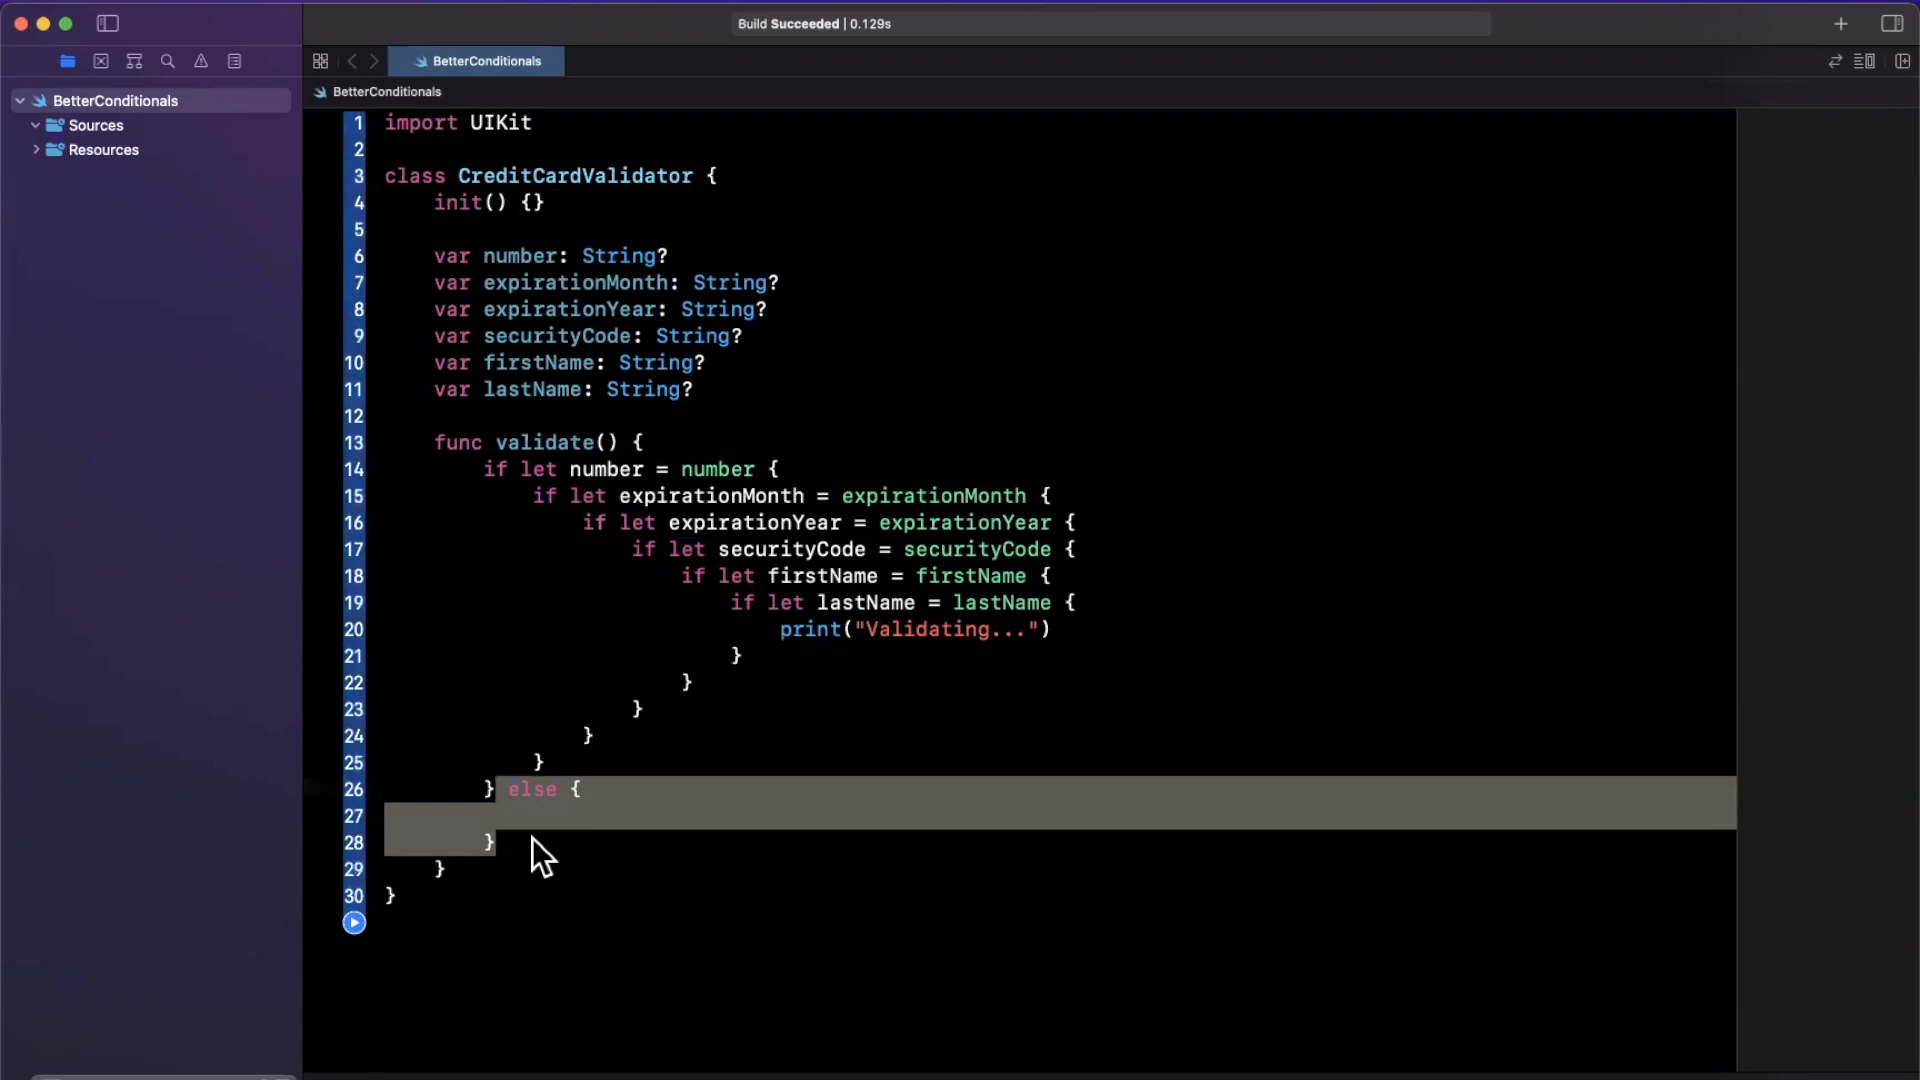 Build Succeeded | 0.129s
BetterConditionals
BetterConditionals
Sources
Resources
BetterConditionals
1 import UIKit
2
3 class CreditCardValidator {
4     init() {}
5
6     var number: String?
7     var expirationMonth: String?
8     var expirationYear: String?
9     var securityCode: String?
10     var firstName: String?
11     var lastName: String?
12
13     func validate() {
14         if let number = number {
15             if let expirationMonth = expirationMonth {
16                 if let expirationYear = expirationYear {
17                     if let securityCode = securityCode {
18                         if let firstName = firstName {
19                             if let lastName = lastName {
20                                 print("Validating...")
21                             }
22                         }
23                     }
24                 }
25             }
26         } else {
27
28         }
29     }
30 }